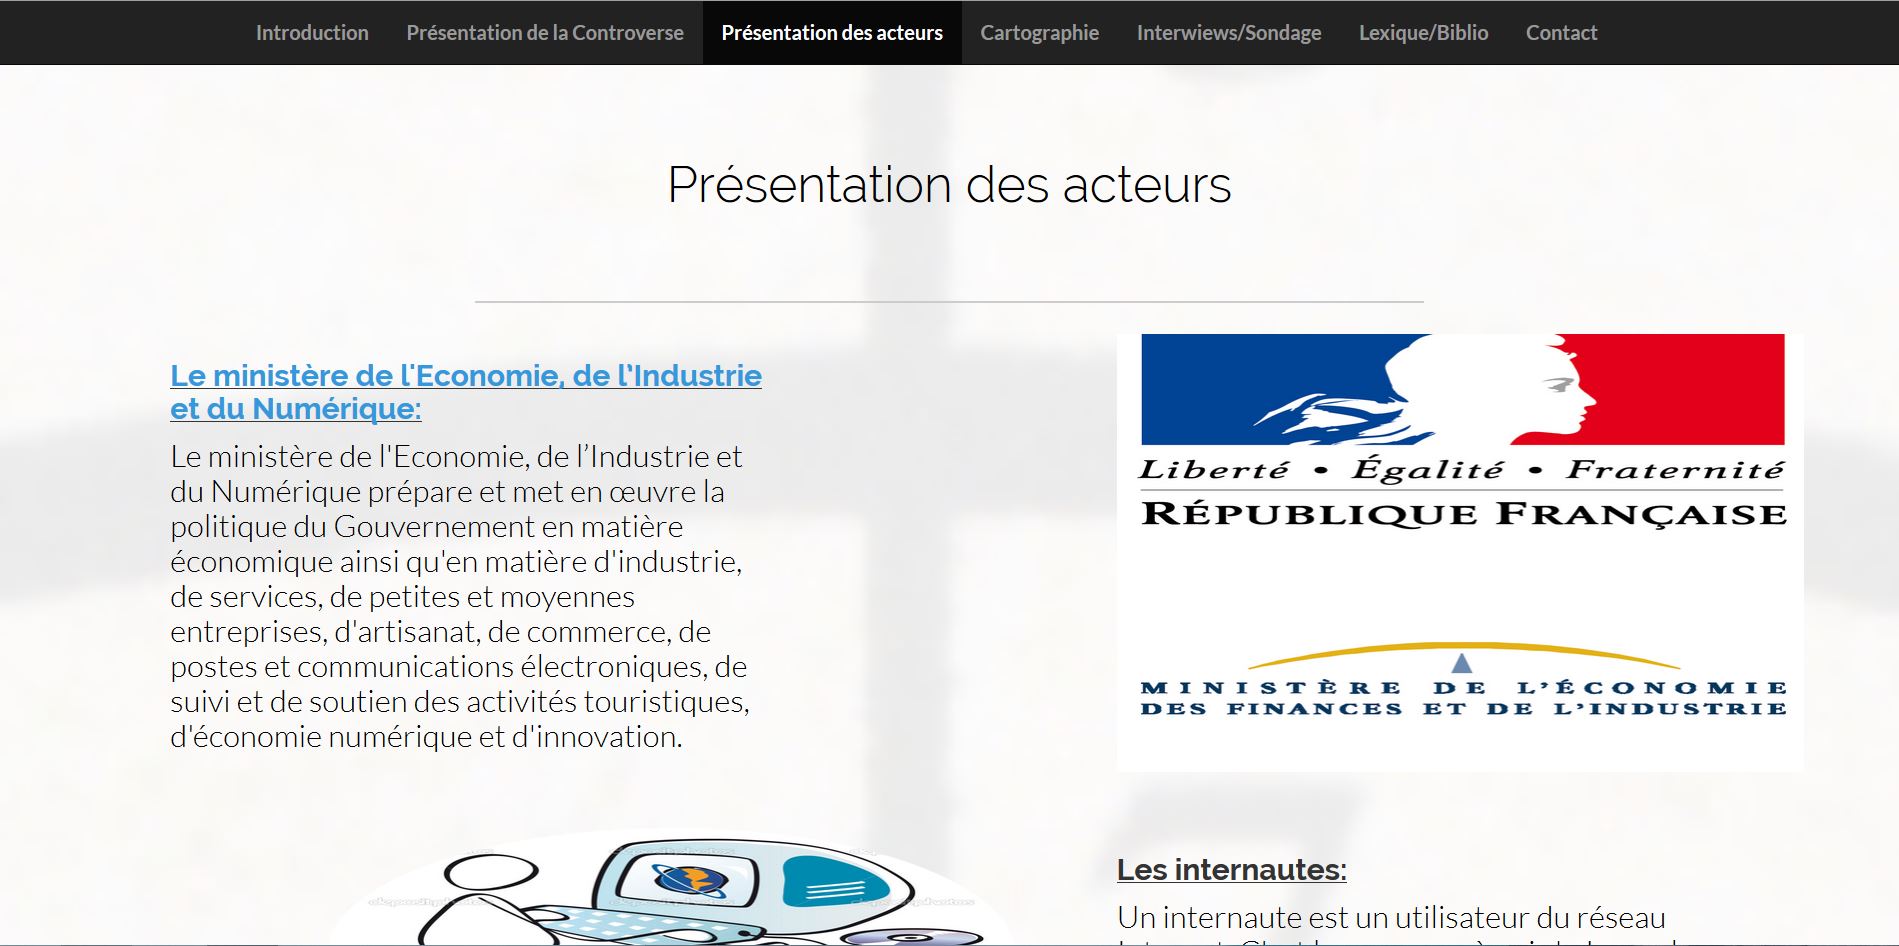 Introduction Présentation de la Controverse Présentation des acteurs Cartographie Interwiews/Sondage Lexique/Biblio Contact
Présentation des acteurs
Le ministère de l'Economie, de l’Industrie
et du Numérique:
Le ministère de l'Economie, de l’Industrie et
du Numérique prépare et met en œuvre la
politique du Gouvernement en matière
économique ainsi qu'en matière d'industrie,
de services, de petites et moyennes
entreprises, d'artisanat, de commerce, de
postes et communications électroniques, de
suivi et de soutien des activités touristiques,
d'économie numérique et d'innovation.
Liberté • Égalité • Fraternité
RÉPUBLIQUE FRANÇAISE
MINISTÈRE DE L’ÉCONOMIE
DES FINANCES ET DE L’INDUSTRIE
Les internautes:
Un internaute est un utilisateur du réseau